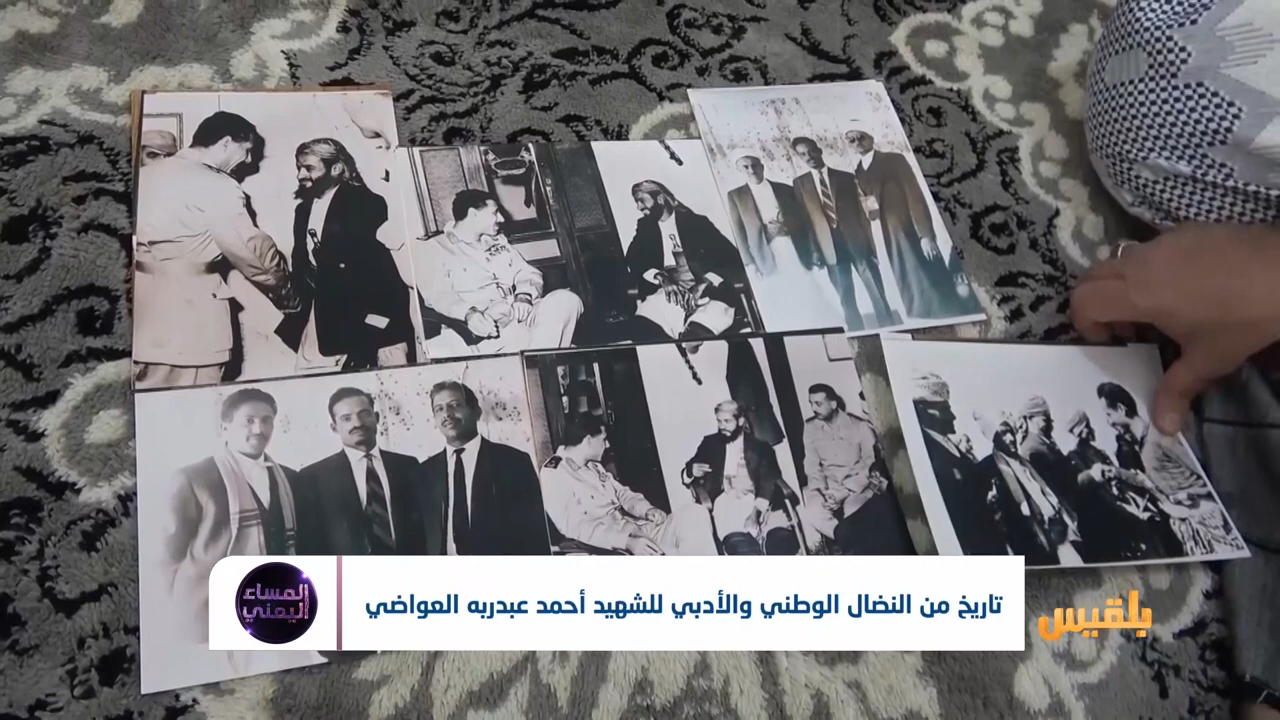 تاريخ من النضال الوطني والأدبي للشهيد أحمد عبدربه العواضي
المساء اليمني
بلقيس